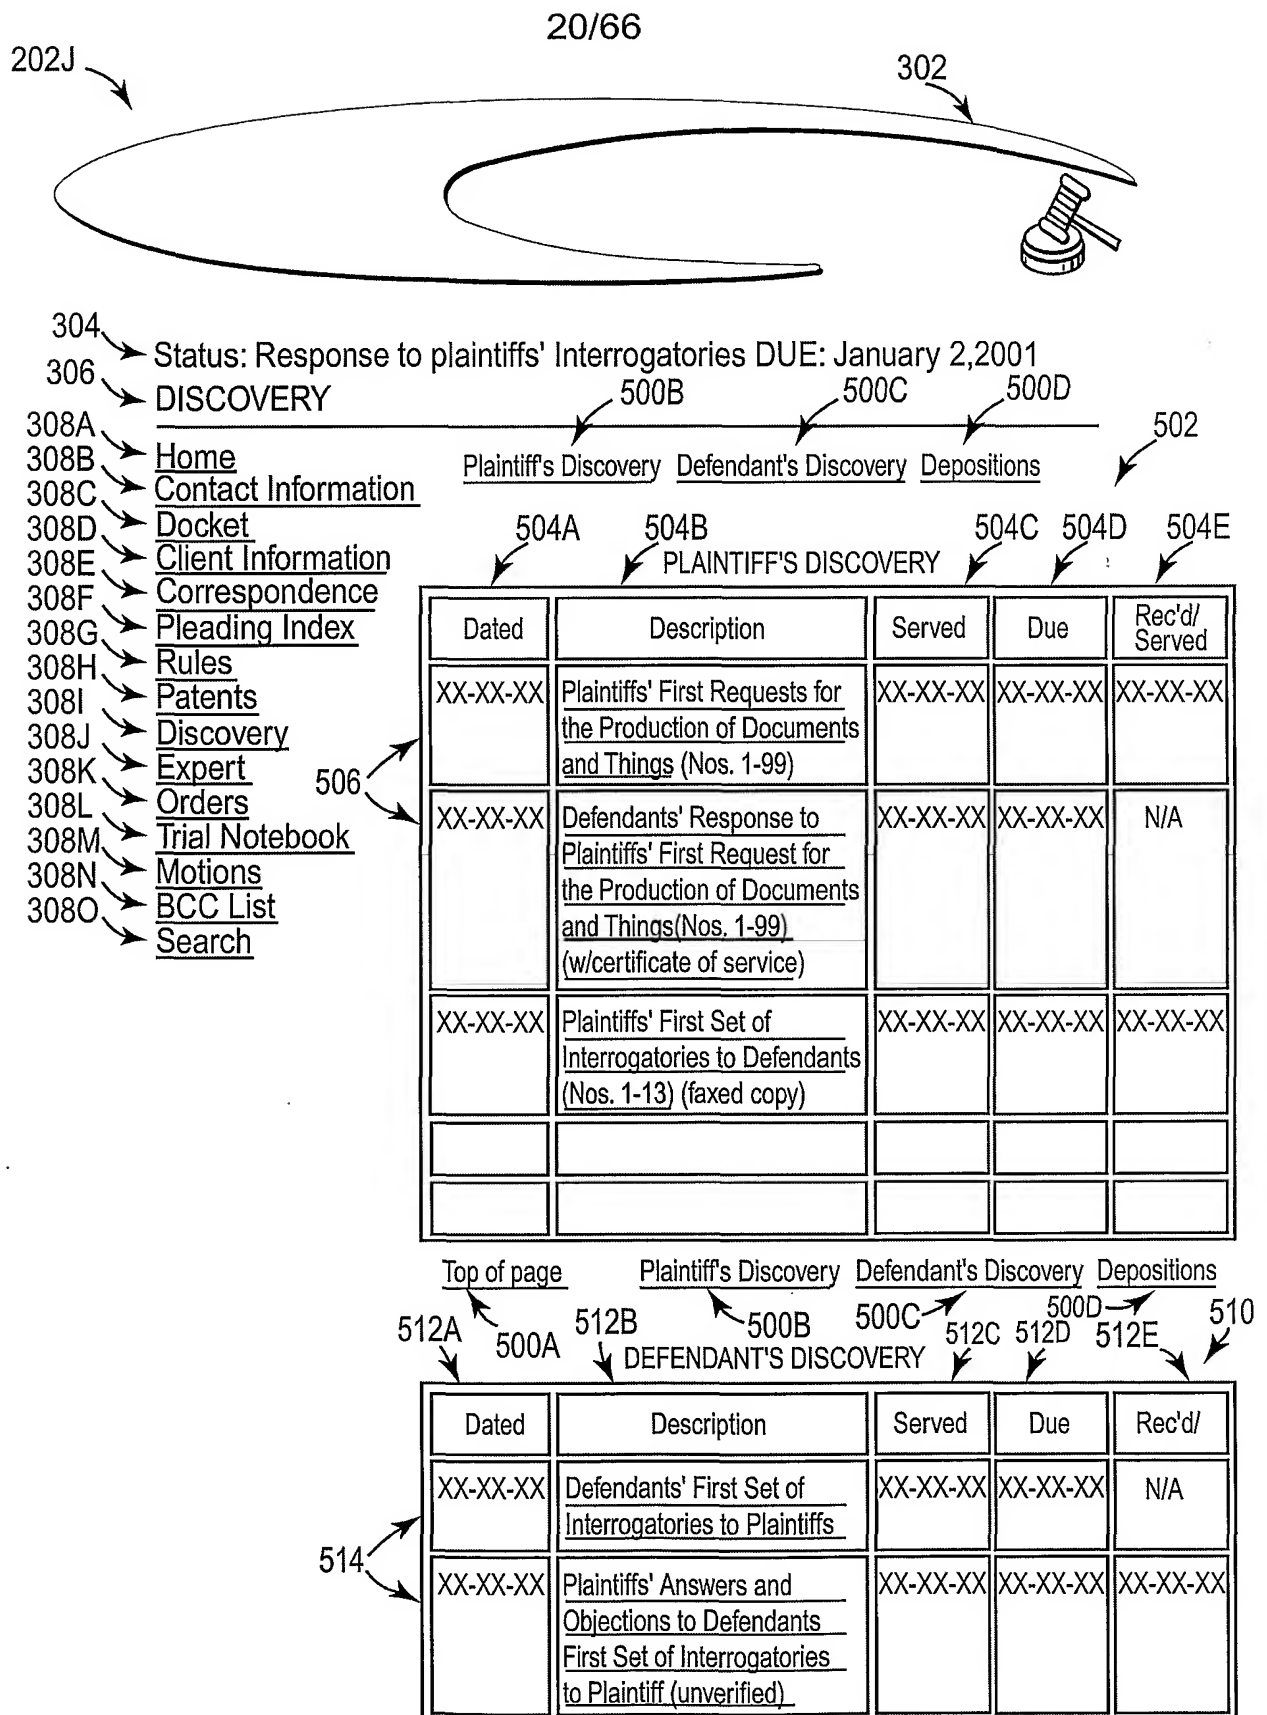 20/66
202J
302
304
Status: Response to plaintiffs' Interrogatories DUE: January 2,2001
306
DISCOVERY
500B
500C
500D
502
308A
Home
308B
Contact Information
308C
Docket
308D
Client Information
308E
Correspondence
308F
Pleading Index
308G
Rules
308H
Patents
308I
Discovery
308J
Expert
308K
Orders
308L
Trial Notebook
308M
Motions
308N
BCC List
308O
Search
Plaintiff's Discovery Defendant's Discovery Depositions
504A
504B
504C
504D
504E
PLAINTIFF'S DISCOVERY
Dated
Description
Served
Due
Rec'd/
Served
XX-XX-XX
Plaintiffs' First Requests for
the Production of Documents
and Things (Nos. 1-99)
XX-XX-XX
XX-XX-XX
XX-XX-XX
506
XX-XX-XX
Defendants' Response to
Plaintiffs' First Request for
the Production of Documents
and Things(Nos. 1-99)
(w/certificate of service)
XX-XX-XX
XX-XX-XX
N/A
XX-XX-XX
Plaintiffs' First Set of
Interrogatories to Defendants
(Nos. 1-13) (faxed copy)
XX-XX-XX
XX-XX-XX
XX-XX-XX
Top of page Plaintiff's Discovery Defendant's Discovery Depositions
512A
500A
512B
500B
500C
512C
500D
512D
512E
510
DEFENDANT'S DISCOVERY
Dated
Description
Served
Due
Rec'd/
XX-XX-XX
Defendants' First Set of
Interrogatories to Plaintiffs
XX-XX-XX
XX-XX-XX
N/A
514
XX-XX-XX
Plaintiffs' Answers and
Objections to Defendants
First Set of Interrogatories
to Plaintiff (unverified)
XX-XX-XX
XX-XX-XX
XX-XX-XX